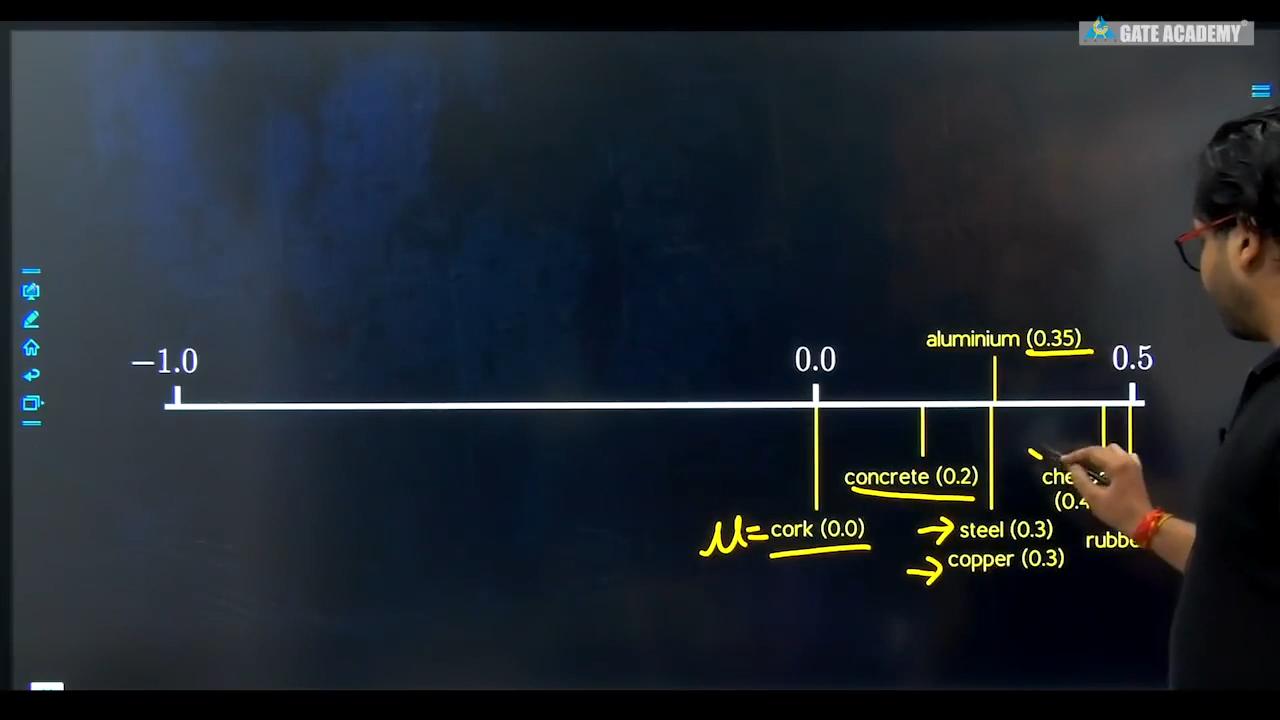 GATE ACADEMY
aluminium (0.35)
−1.0 0.0 0.5
concrete (0.2)
μ= cork (0.0) → steel (0.3)
→ copper (0.3)